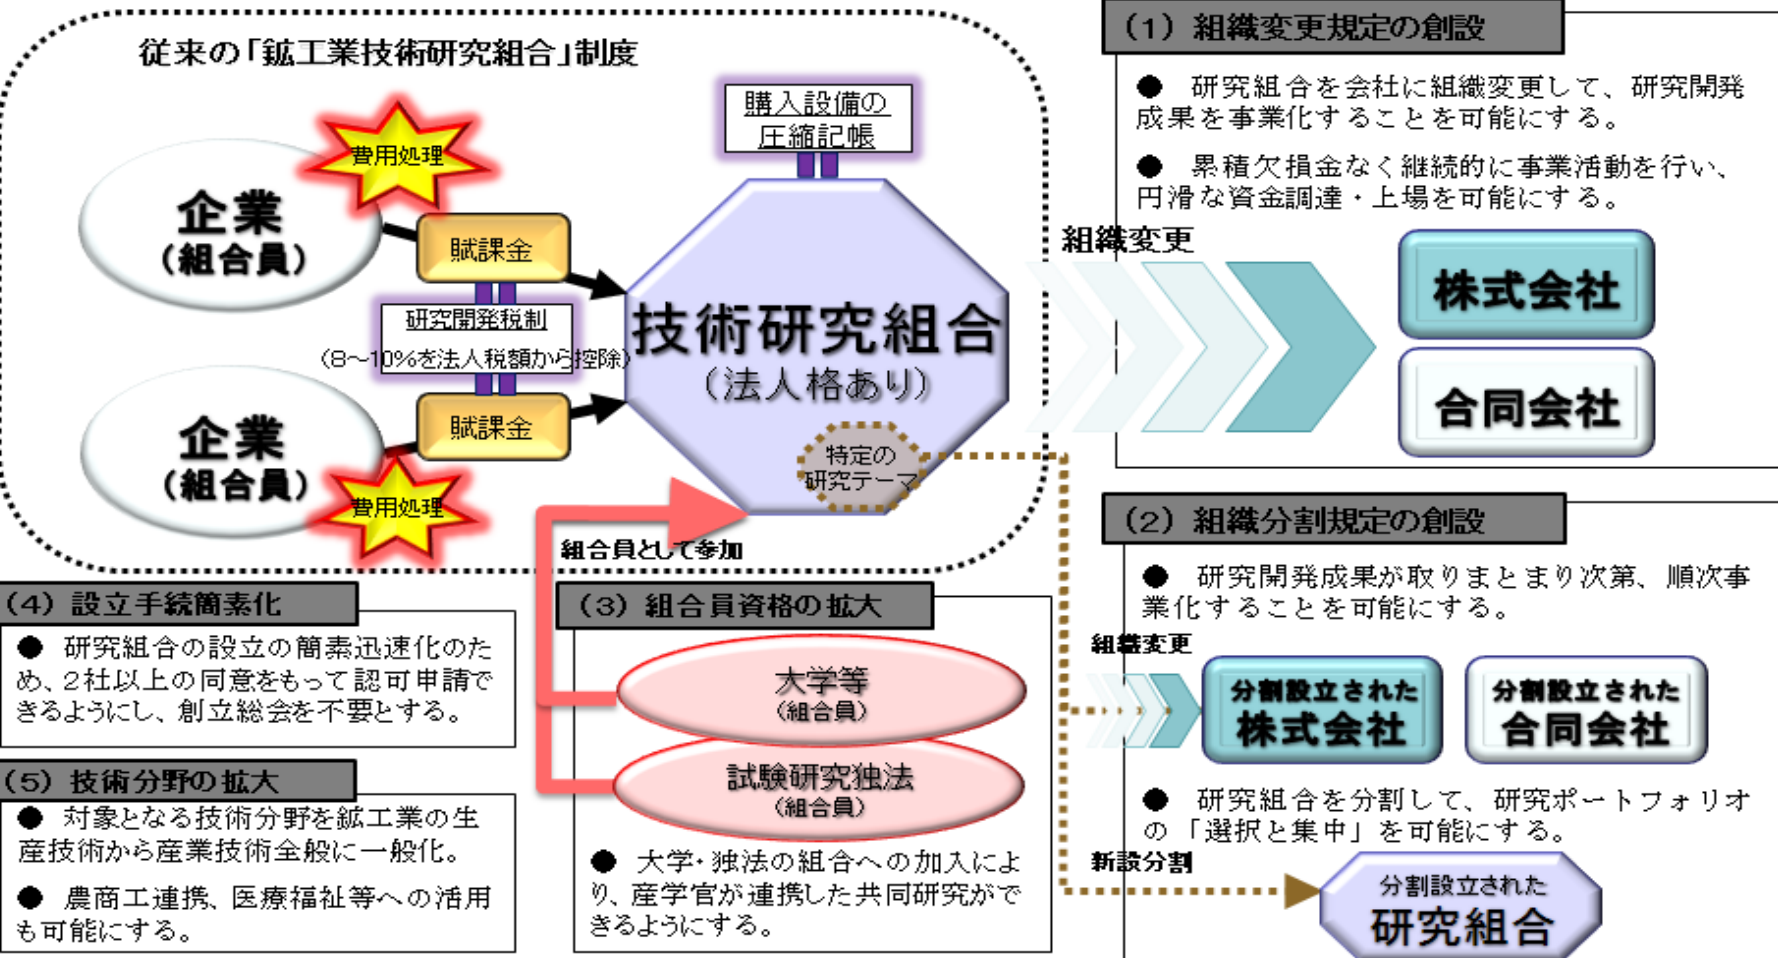 従来の「鉱工業技術研究組合」制度
費用処理
企業
（組合員）
賦課金
購入設備の
圧縮記帳
研究開発税制
（8～10％を法人税額から控除）
技術研究組合
（法人格あり）
企業
（組合員）
賦課金
費用処理
特定の
研究テーマ
組合員として参加
組織変更
（1）組織変更規定の創設
● 研究組合を会社に組織変更して、研究開発
成果を事業化することを可能にする。
● 累積欠損金なく継続的に事業活動を行い、
円滑な資金調達・上場を可能にする。
株式会社
合同会社
（2）組織分割規定の創設
● 研究開発成果が取りまとまり次第、順次事
業化することを可能にする。
組織変更
分割設立された
株式会社
分割設立された
合同会社
● 研究組合を分割して、研究ポートフォリオ
の「選択と集中」を可能にする。
新設分割
分割設立された
研究組合
（3）組合員資格の拡大
大学等
（組合員）
試験研究独法
（組合員）
● 大学・独法の組合への加入によ
り、産学官が連携した共同研究がで
きるようにする。
（4）設立手続簡素化
● 研究組合の設立の簡素迅速化のた
め、2社以上の同意をもって認可申請で
きるようにし、創立総会を不要とする。
（5）技術分野の拡大
● 対象となる技術分野を鉱工業の生
産技術から産業技術全般に一般化。
● 農商工連携、医療福祉等への活用
も可能にする。